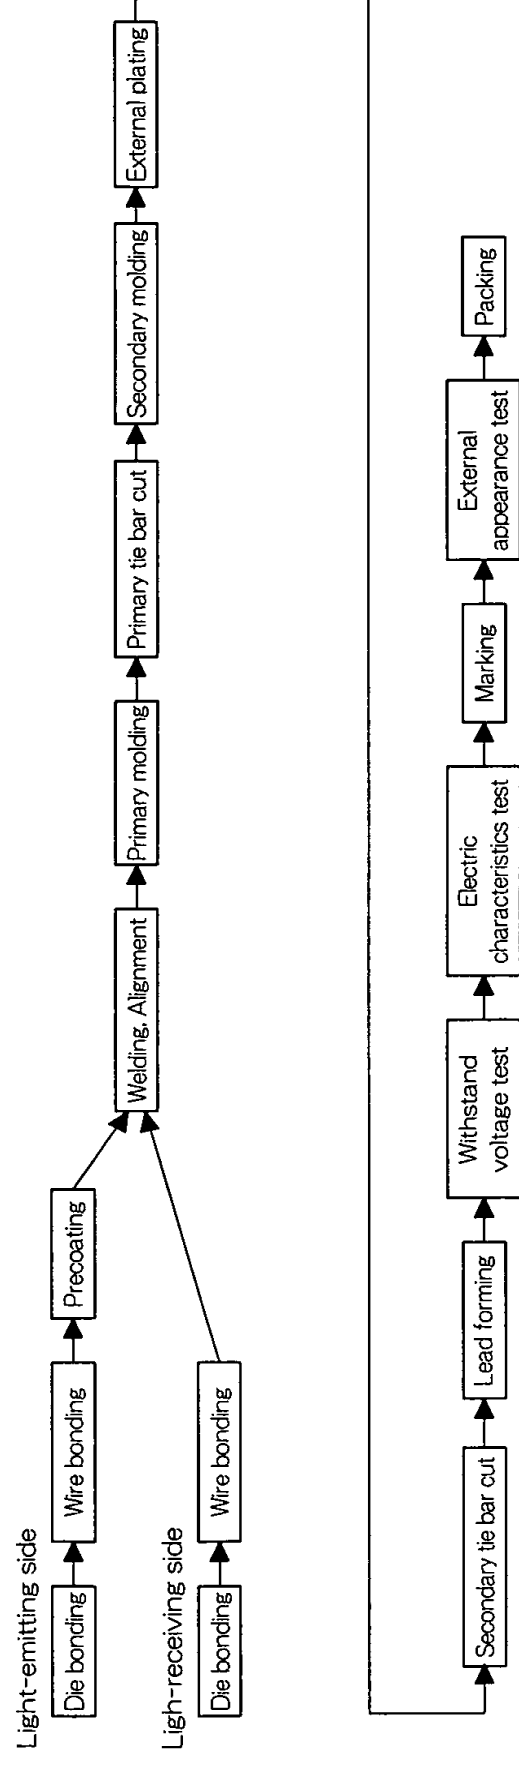 Light-emitting side
Die bonding
Wire bonding
Precoating
Ligh-receiving side
Die bonding
Wire bonding
Welding, Alignment
Primary molding
Primary tie bar cut
Secondary molding
External plating
Secondary tie bar cut
Lead forming
Withstand
voltage test
Electric
characteristics test
Marking
External
appearance test
Packing